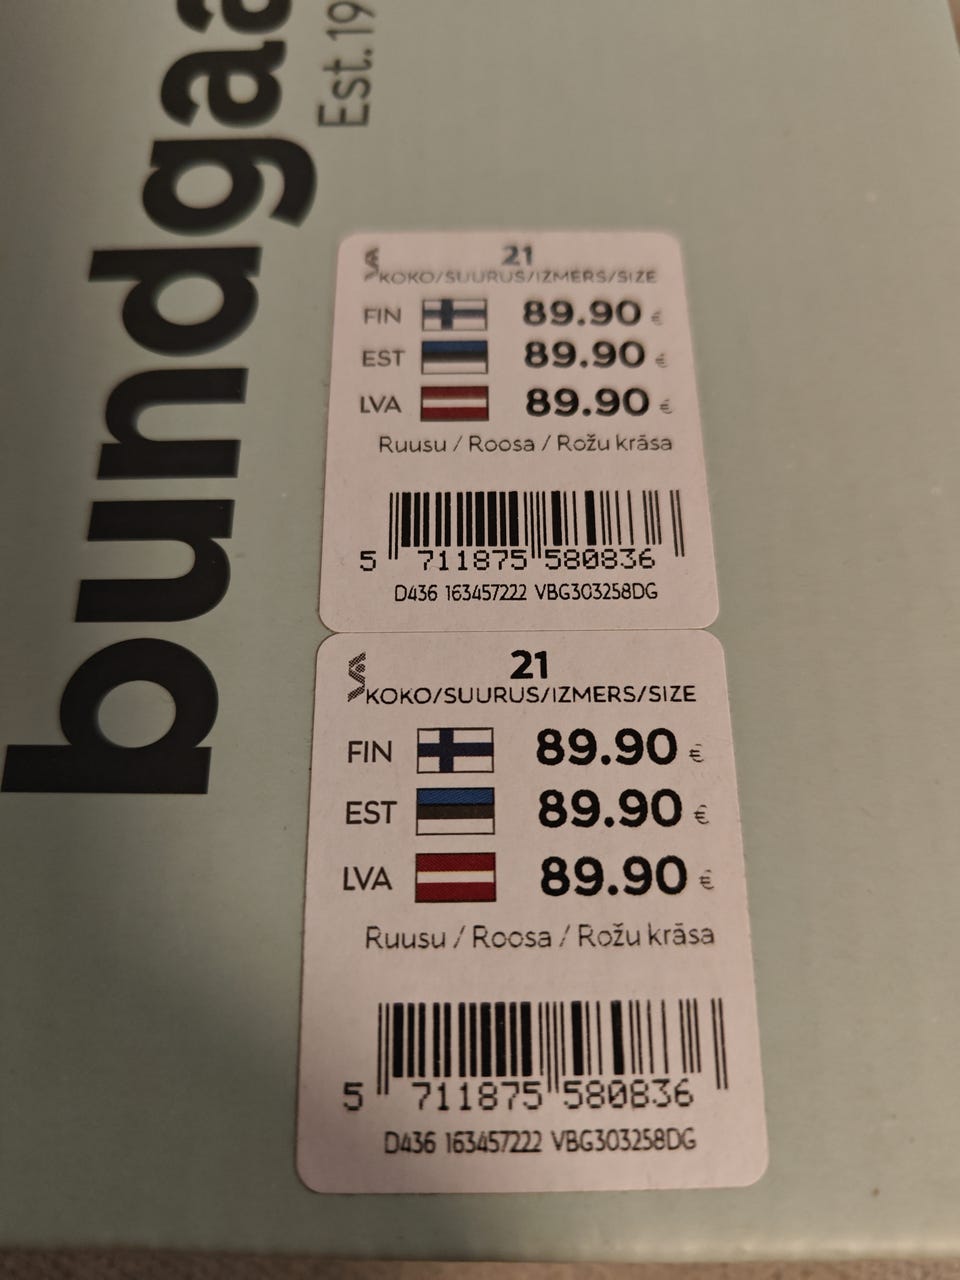 bundgaa
Est. 19
21
KOKO/SUURUS/IZMERS/SIZE
FIN 89.90 €
EST 89.90 €
LVA 89.90 €
Ruusu / Roosa / Rožu krāsa
5 711875 580836
D436 163457222 VBG303258DG
21
KOKO/SUURUS/IZMERS/SIZE
FIN 89.90 €
EST 89.90 €
LVA 89.90 €
Ruusu / Roosa / Rožu krāsa
5 711875 580836
D436 163457222 VBG303258DG